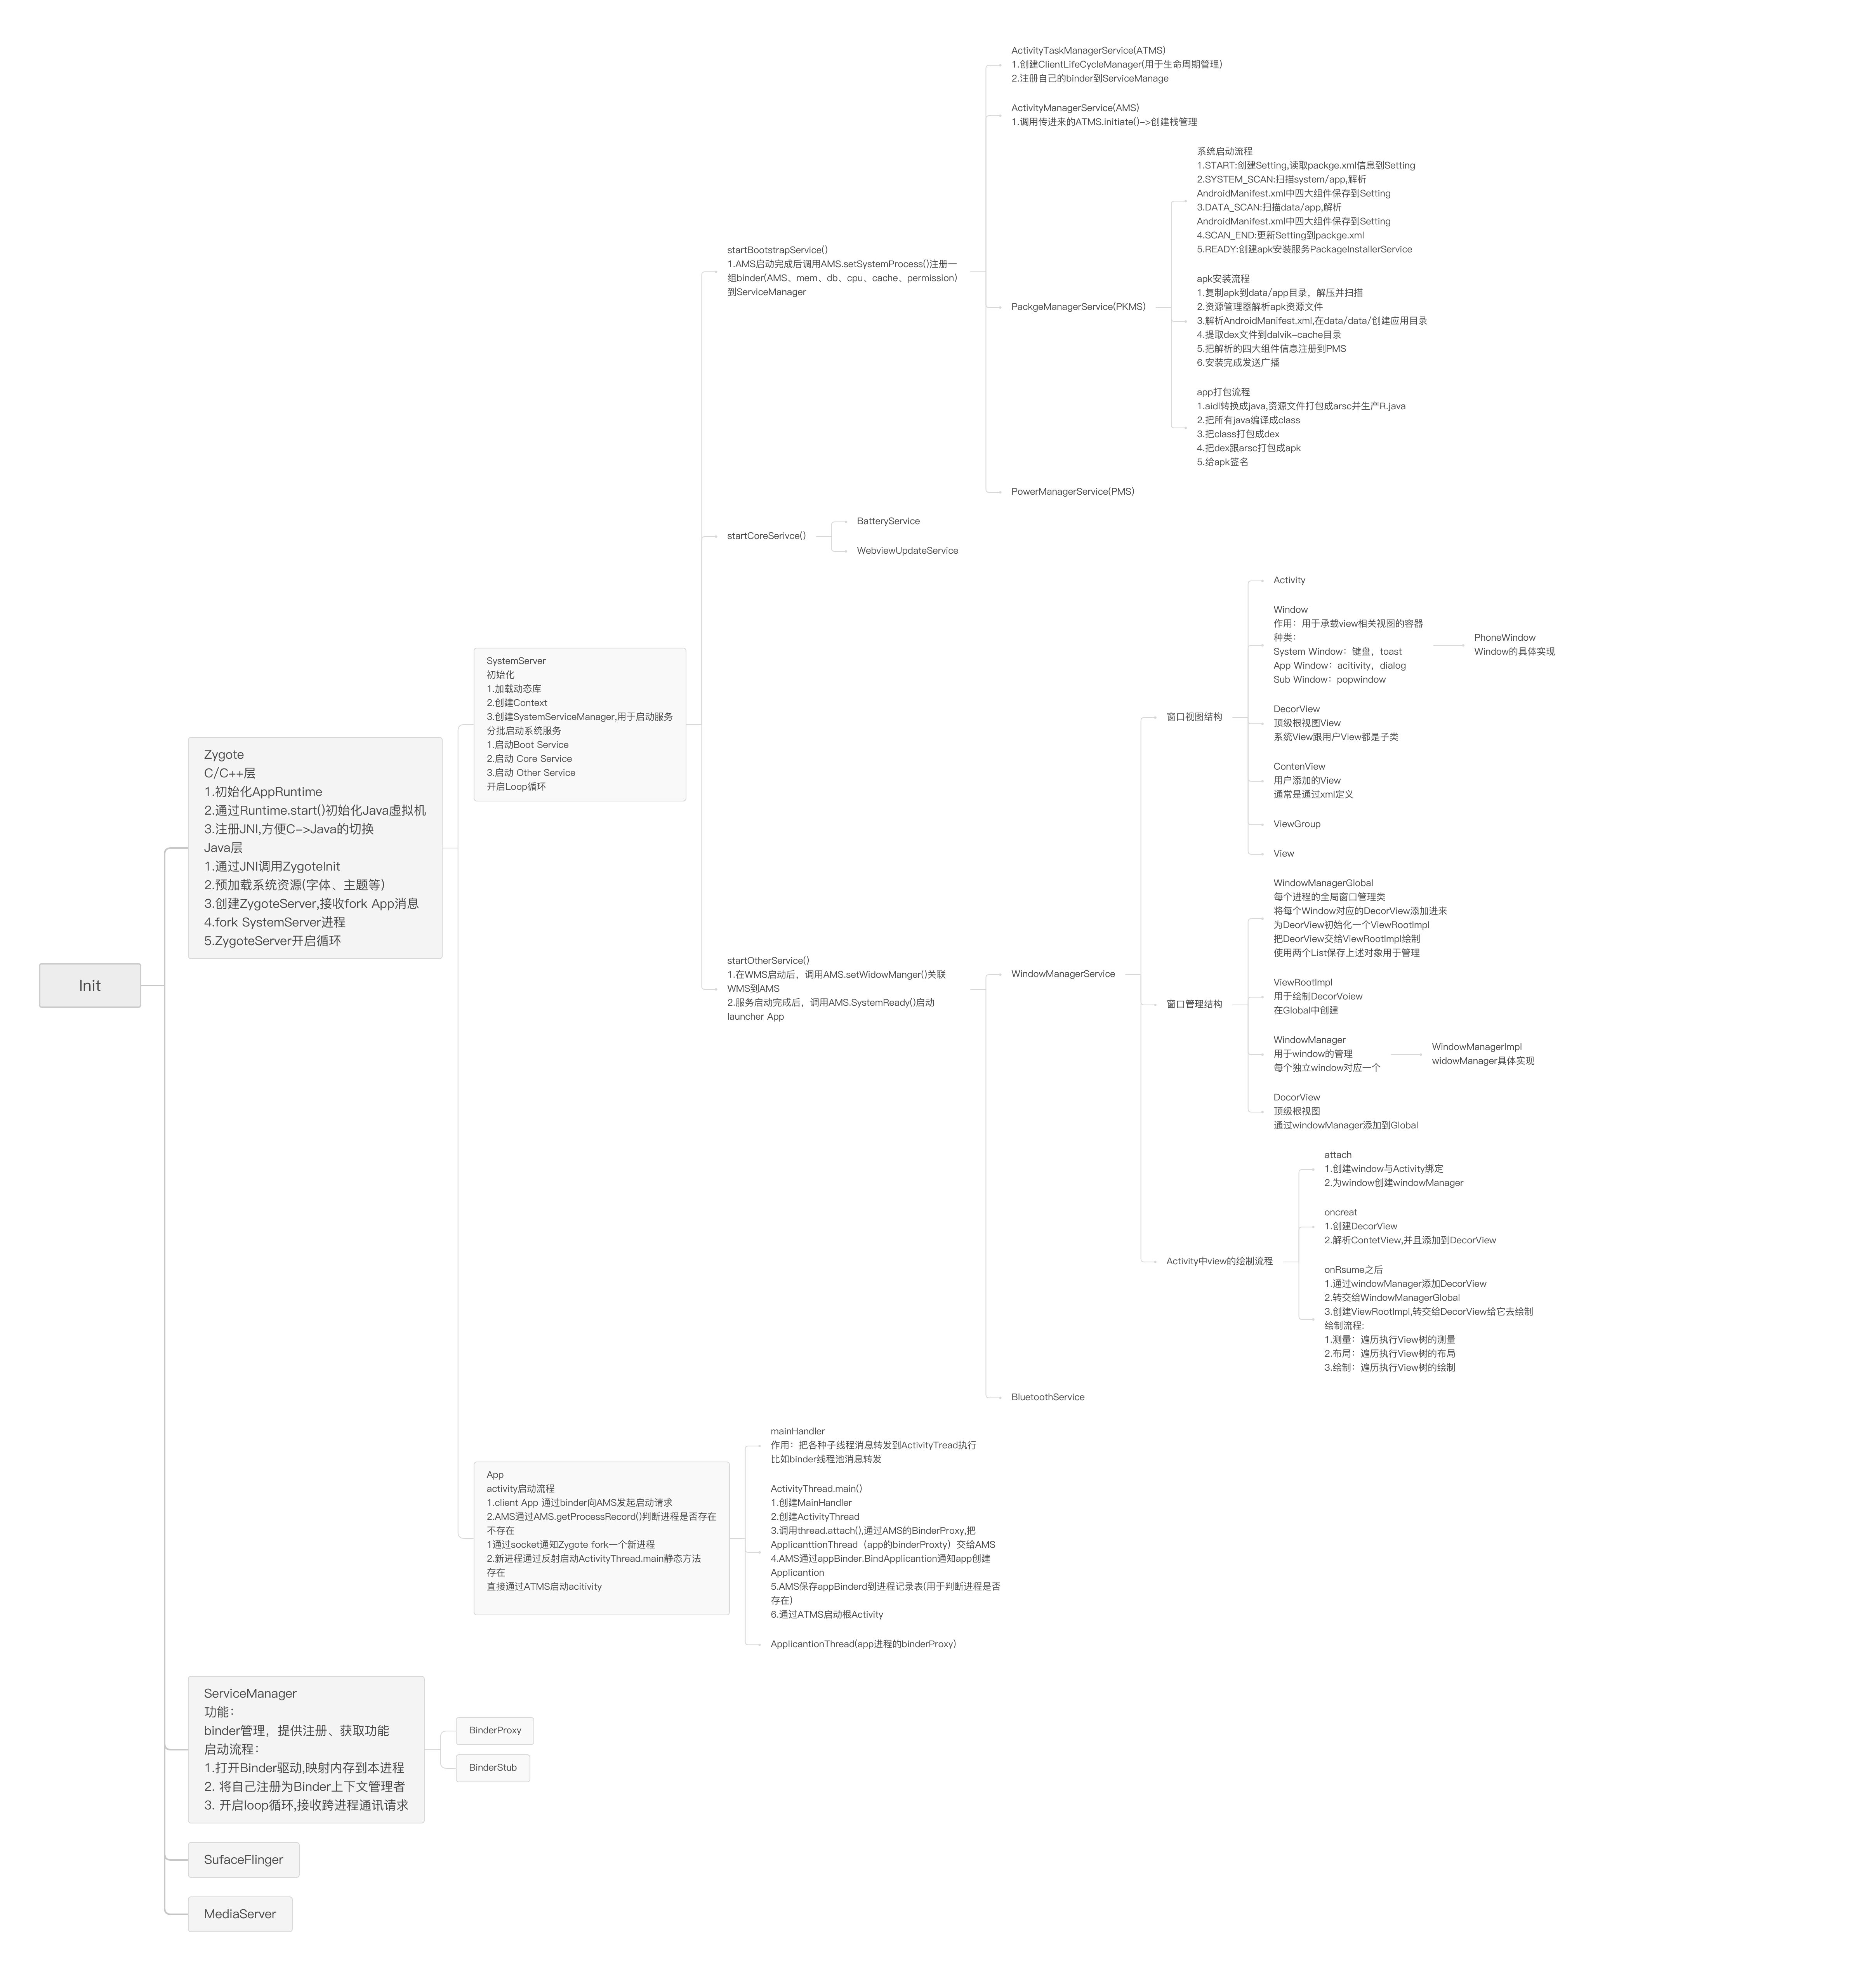 Init
Zygote
C/C++层
1.初始化AppRuntime
2.通过Runtime.start()初始化Java虚拟机
3.注册JNI,方便C->Java的切换
Java层
1.通过JNI调用ZygoteInit
2.预加载系统资源(字体、主题等)
3.创建ZygoteServer,接收fork App消息
4.fork SystemServer进程
5.ZygoteServer开启循环
SystemServer
初始化
1.加载动态库
2.创建Context
3.创建SystemServiceManager,用于启动服务
分批启动系统服务
1.启动Boot Service
2.启动 Core Service
3.启动 Other Service
开启Loop循环
startBootstrapService()
1.AMS启动完成后调用AMS.setSystemProcess()注册一
组binder(AMS、mem、db、cpu、cache、permission)
到ServiceManager
ActivityTaskManagerService(ATMS)
1.创建ClientLifeCycleManager(用于生命周期管理)
2.注册自己的binder到ServiceManage
ActivityManagerService(AMS)
1.调用传进来的ATMS.initiate()->创建栈管理
PackgeManagerService(PKMS)
系统启动流程
1.START:创建Setting,读取packge.xml信息到Setting
2.SYSTEM_SCAN:扫描system/app,解析
AndroidManifest.xml中四大组件保存到Setting
3.DATA_SCAN:扫描data/app,解析
AndroidManifest.xml中四大组件保存到Setting
4.SCAN_END:更新Setting到packge.xml
5.READY:创建apk安装服务PackageInstallerService
apk安装流程
1.复制apk到data/app目录，解压并扫描
2.资源管理器解析apk资源文件
3.解析AndroidManifest.xml,在data/data/创建应用目录
4.提取dex文件到dalvik-cache目录
5.把解析的四大组件信息注册到PMS
6.安装完成发送广播
app打包流程
1.aidl转换成java,资源文件打包成arsc并生产R.java
2.把所有java编译成class
3.把class打包成dex
4.把dex跟arsc打包成apk
5.给apk签名
PowerManagerService(PMS)
startCoreSerivce()
BatteryService
WebviewUpdateService
startOtherService()
1.在WMS启动后，调用AMS.setWidowManger()关联
WMS到AMS
2.服务启动完成后，调用AMS.SystemReady()启动
launcher App
WindowManagerService
窗口视图结构
Activity
Window
作用：用于承载view相关视图的容器
种类：
System Window：键盘，toast
App Window：acitivity，dialog
Sub Window：popwindow
PhoneWindow
Window的具体实现
DecorView
顶级根视图View
系统View跟用户View都是子类
ContenView
用户添加的View
通常是通过xml定义
ViewGroup
View
窗口管理结构
WindowManagerGlobal
每个进程的全局窗口管理类
将每个Window对应的DecorView添加进来
为DeorView初始化一个ViewRootImpl
把DeorView交给ViewRootImpl绘制
使用两个List保存上述对象用于管理
ViewRootImpl
用于绘制DecorVoiew
在Global中创建
WindowManager
用于window的管理
每个独立window对应一个
WindowManagerImpl
widowManager具体实现
DocorView
顶级根视图
通过windowManager添加到Global
Activity中view的绘制流程
attach
1.创建window与Activity绑定
2.为window创建windowManager
oncreat
1.创建DecorView
2.解析ContetView,并且添加到DecorView
onRsume之后
1.通过windowManager添加DecorView
2.转交给WindowManagerGlobal
3.创建ViewRootImpl,转交给DecorView给它去绘制
绘制流程:
1.测量：遍历执行View树的测量
2.布局：遍历执行View树的布局
3.绘制：遍历执行View树的绘制
BluetoothService
App
activity启动流程
1.client App 通过binder向AMS发起启动请求
2.AMS通过AMS.getProcessRecord()判断进程是否存在
不存在
1通过socket通知Zygote fork一个新进程
2.新进程通过反射启动ActivityThread.main静态方法
存在
直接通过ATMS启动acitivity
mainHandler
作用：把各种子线程消息转发到ActivityTread执行
比如binder线程池消息转发
ActivityThread.main()
1.创建MainHandler
2.创建ActivityThread
3.调用thread.attach(),通过AMS的BinderProxy,把
ApplicanttionThread（app的binderProxty）交给AMS
4.AMS通过appBinder.BindApplicantion通知app创建
Applicantion
5.AMS保存appBinderd到进程记录表(用于判断进程是否
存在)
6.通过ATMS启动根Activity
ApplicantionThread(app进程的binderProxy)
ServiceManager
功能：
binder管理，提供注册、获取功能
启动流程：
1.打开Binder驱动,映射内存到本进程
2. 将自己注册为Binder上下文管理者
3. 开启loop循环,接收跨进程通讯请求
BinderProxy
BinderStub
SufaceFlinger
MediaServer